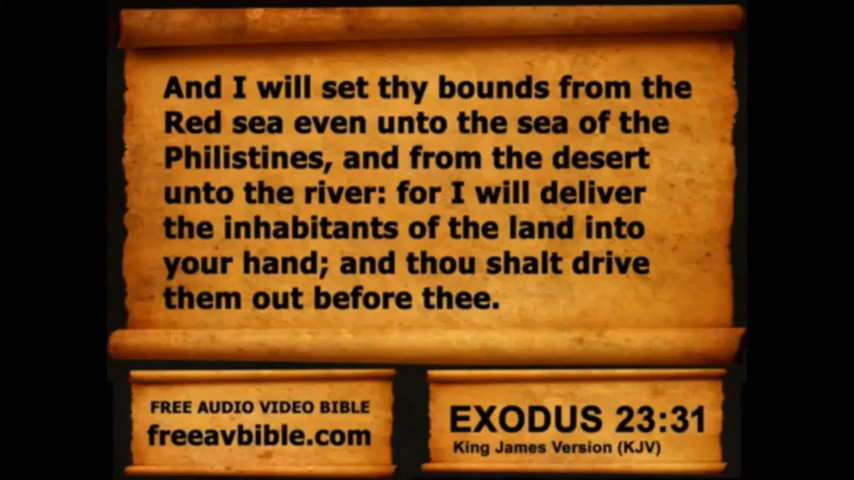 And I will set thy bounds from the
Red sea even unto the sea of the
Philistines, and from the desert
unto the river: for I will deliver
the inhabitants of the land into
your hand; and thou shalt drive
them out before thee.
FREE AUDIO VIDEO BIBLE
freeavbible.com
EXODUS 23:31
King James Version (KJV)